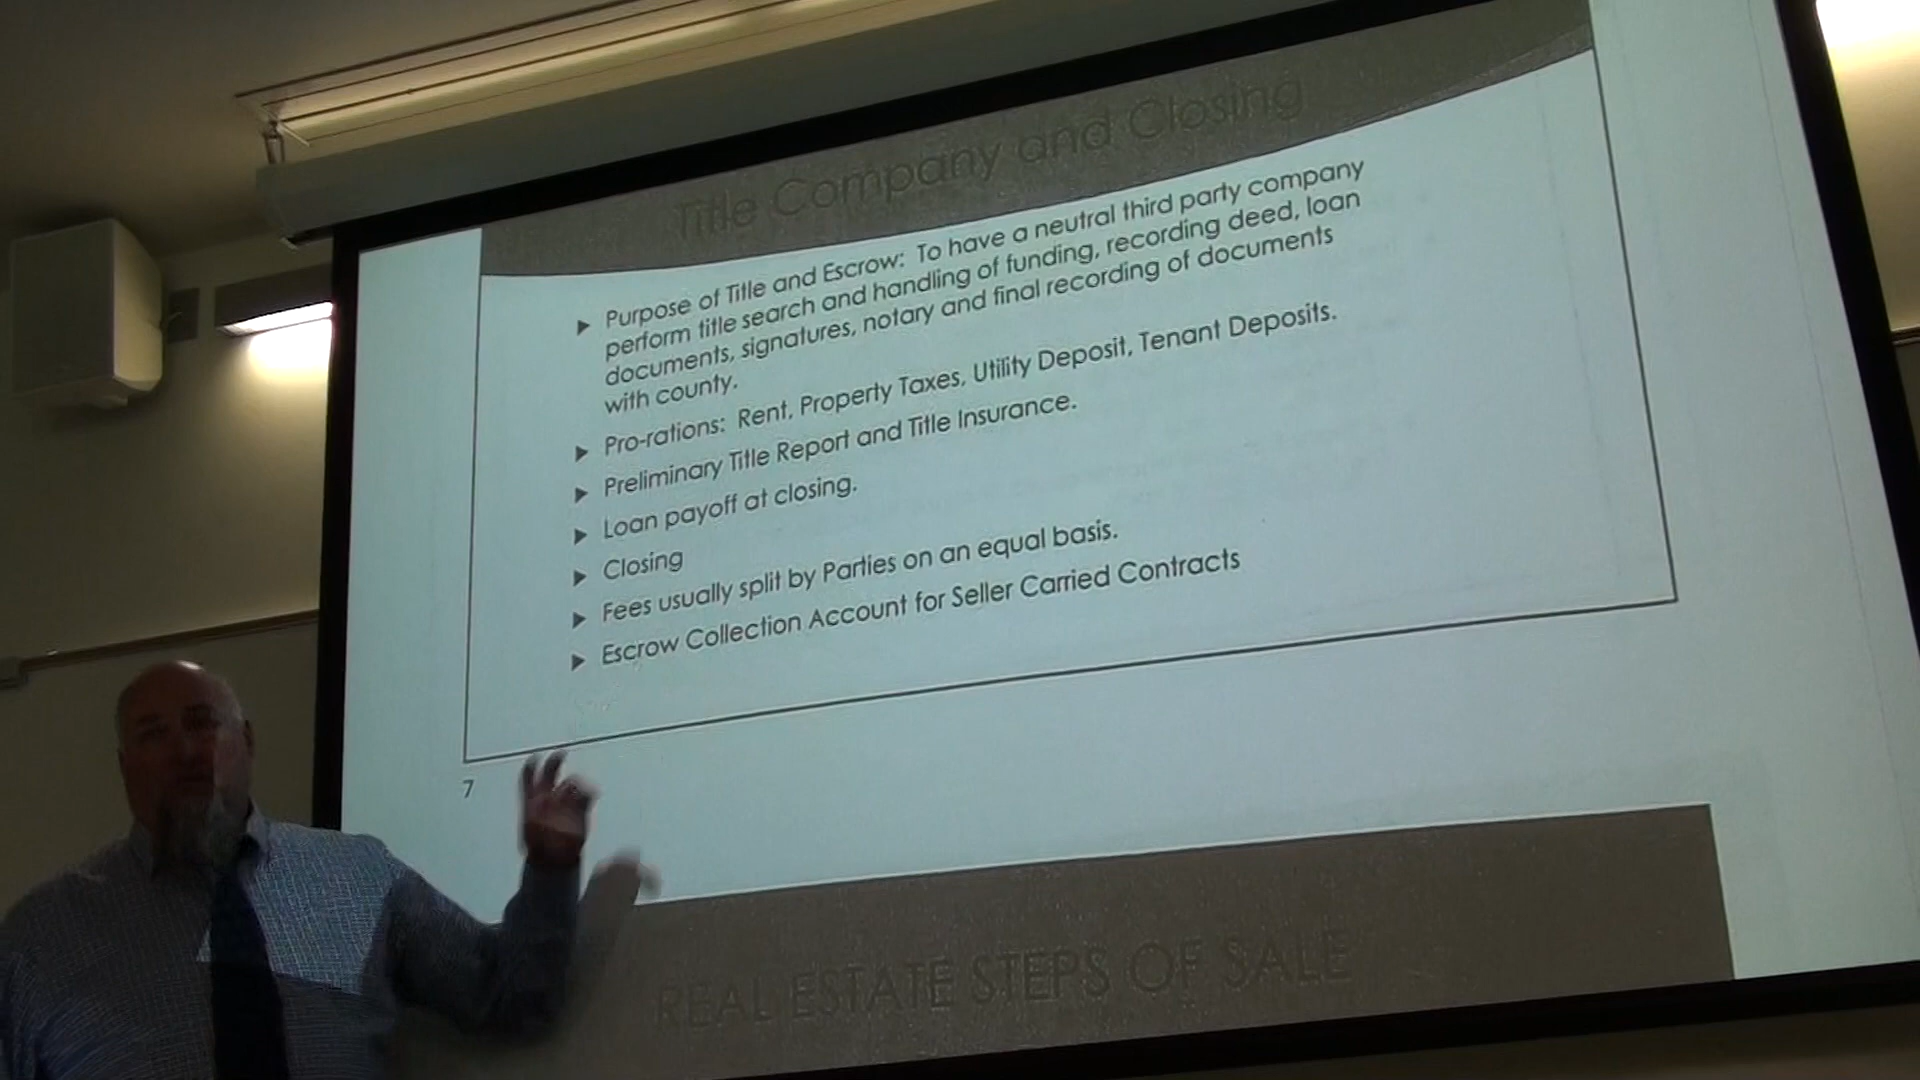 Title Company and Closing
Purpose of Title and Escrow: To have a neutral third party company
perform title search and handling of funding, recording deed, loan
documents, signatures, notary and final recording of documents
with county.
Pro-rations: Rent, Property Taxes, Utility Deposit, Tenant Deposits.
Preliminary Title Report and Title Insurance.
Loan payoff at closing.
Closing
Fees usually split by Parties on an equal basis.
Escrow Collection Account for Seller Carried Contracts
7
REAL ESTATE STEPS OF SALE